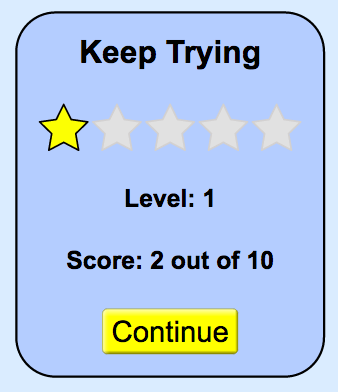 Keep Trying
Level: 1
Score: 2 out of 10
Continue